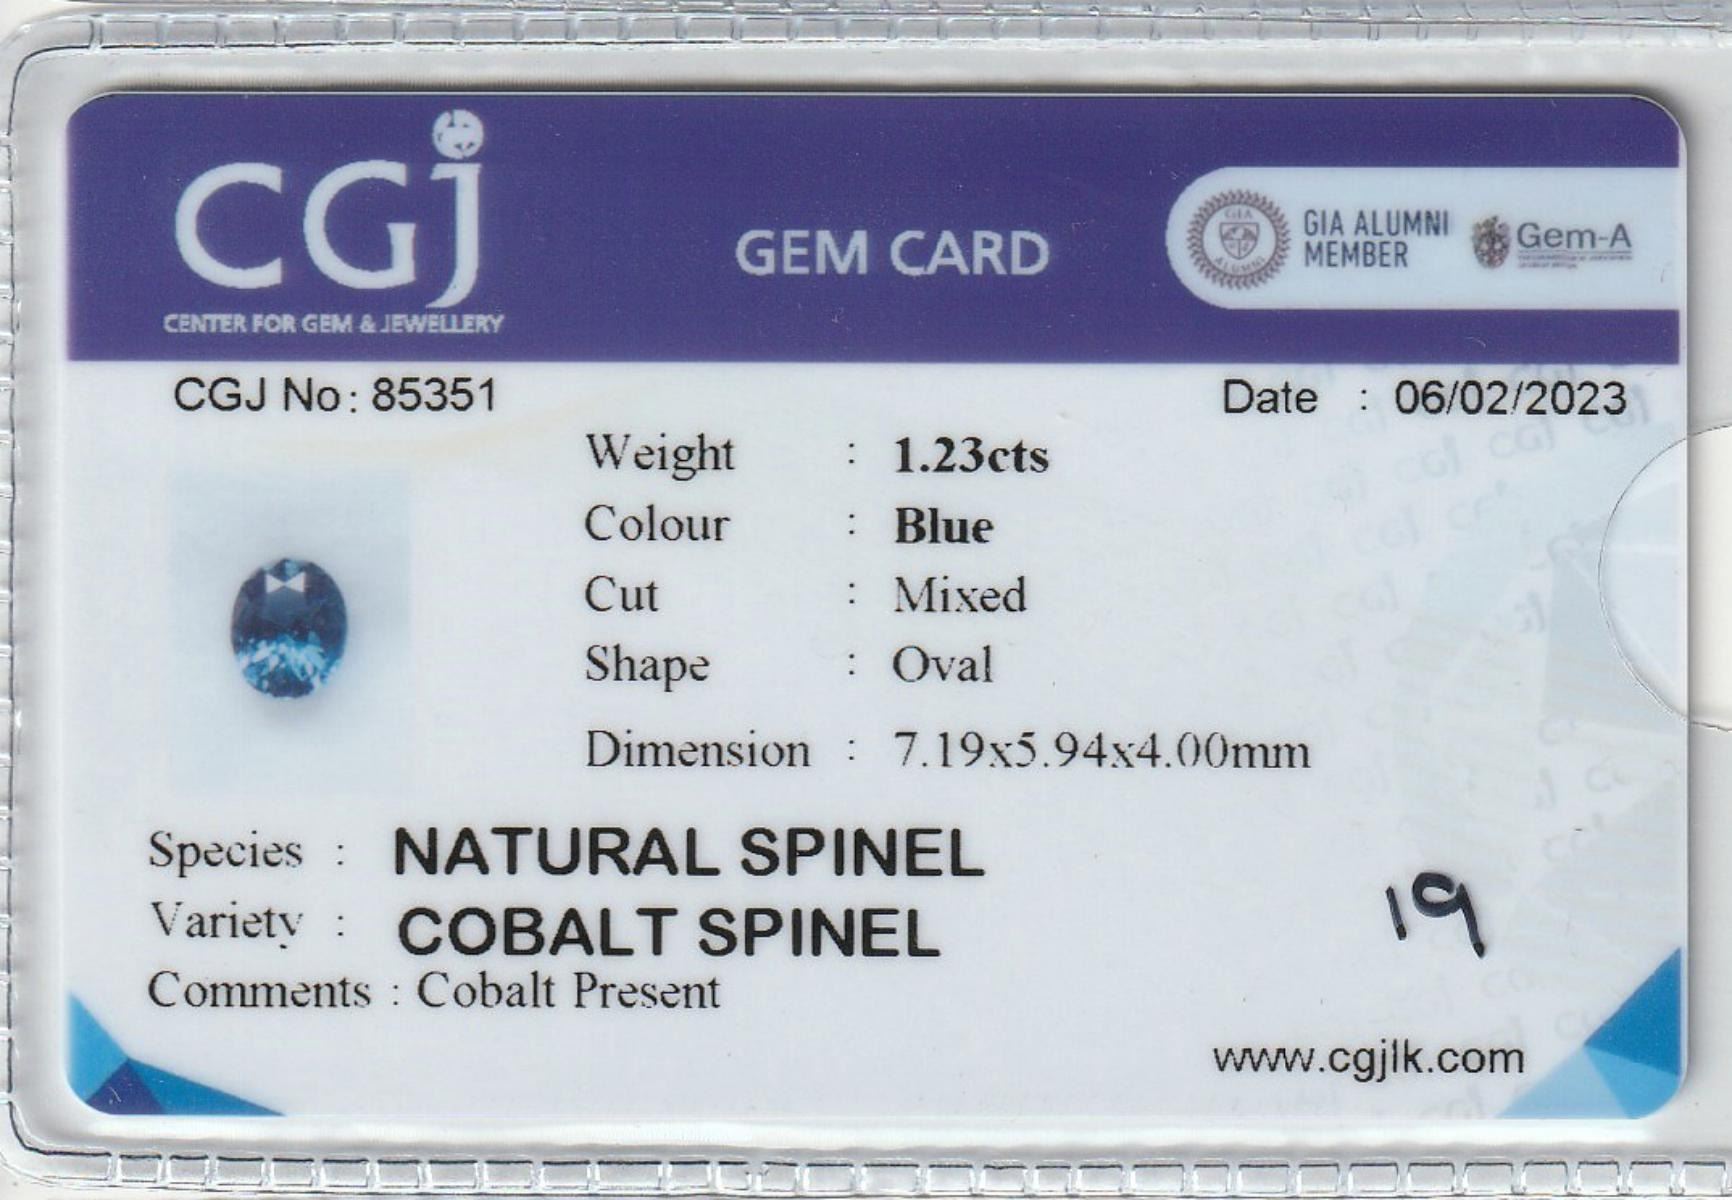 CGJ
CENTER FOR GEM & JEWELLERY
GEM CARD
GIA
ALUMNI
GIA ALUMNI
MEMBER
Gem-A
CGJ No: 85351
Date : 06/02/2023
Weight : 1.23cts
Colour : Blue
Cut : Mixed
Shape : Oval
Dimension : 7.19x5.94x4.00mm
Species : NATURAL SPINEL
Variety : COBALT SPINEL
Comments : Cobalt Present
19
www.cgjlk.com